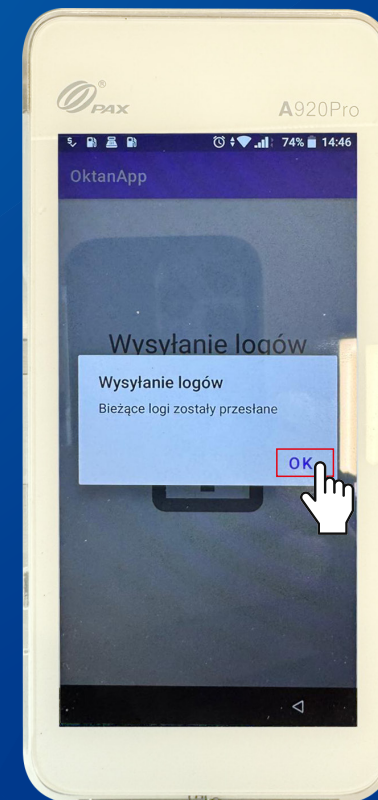 PAX
A920Pro
74% 14:46
OktanApp
Wysyłanie logów
Wysyłanie logów
Bieżące logi zostały przesłane
OK